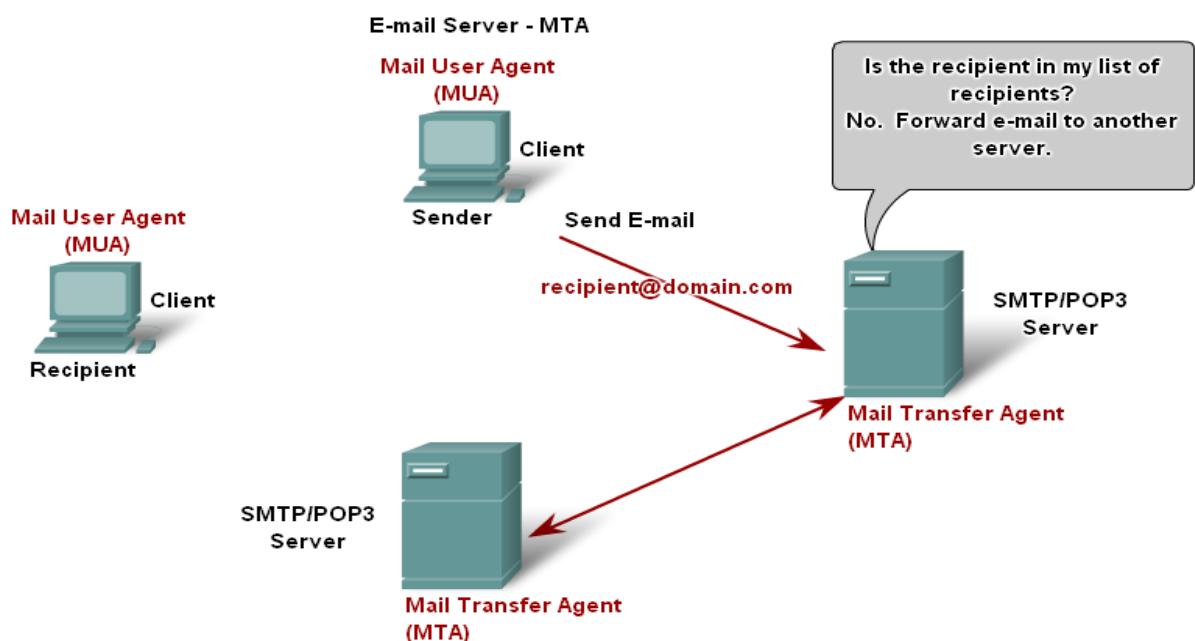 E-mail Server - MTA
Mail User Agent
(MUA)
Client
Sender
Is the recipient in my list of
recipients?
No.  Forward e-mail to another
server.
Mail User Agent
(MUA)
Client
Recipient
Send E-mail
recipient@domain.com
SMTP/POP3
Server
Mail Transfer Agent
(MTA)
SMTP/POP3
Server
Mail Transfer Agent
(MTA)